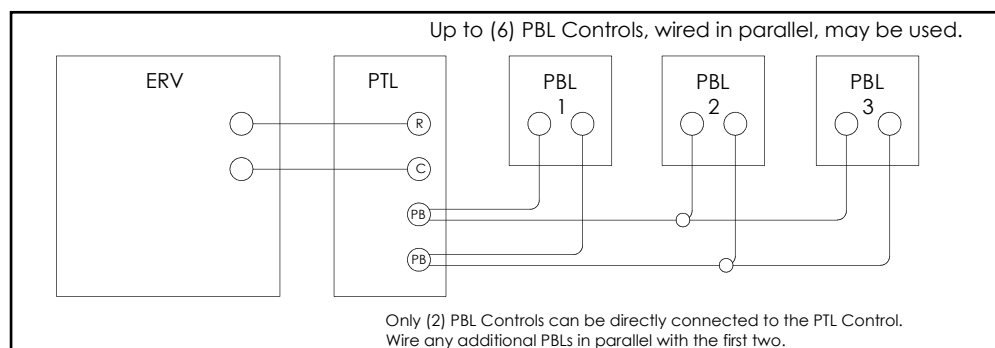 Up to (6) PBL Controls, wired in parallel, may be used.
ERV
PTL
PBL
1
PBL
2
PBL
3
R
C
PB
PB
Only (2) PBL Controls can be directly connected to the PTL Control.
Wire any additional PBLs in parallel with the first two.